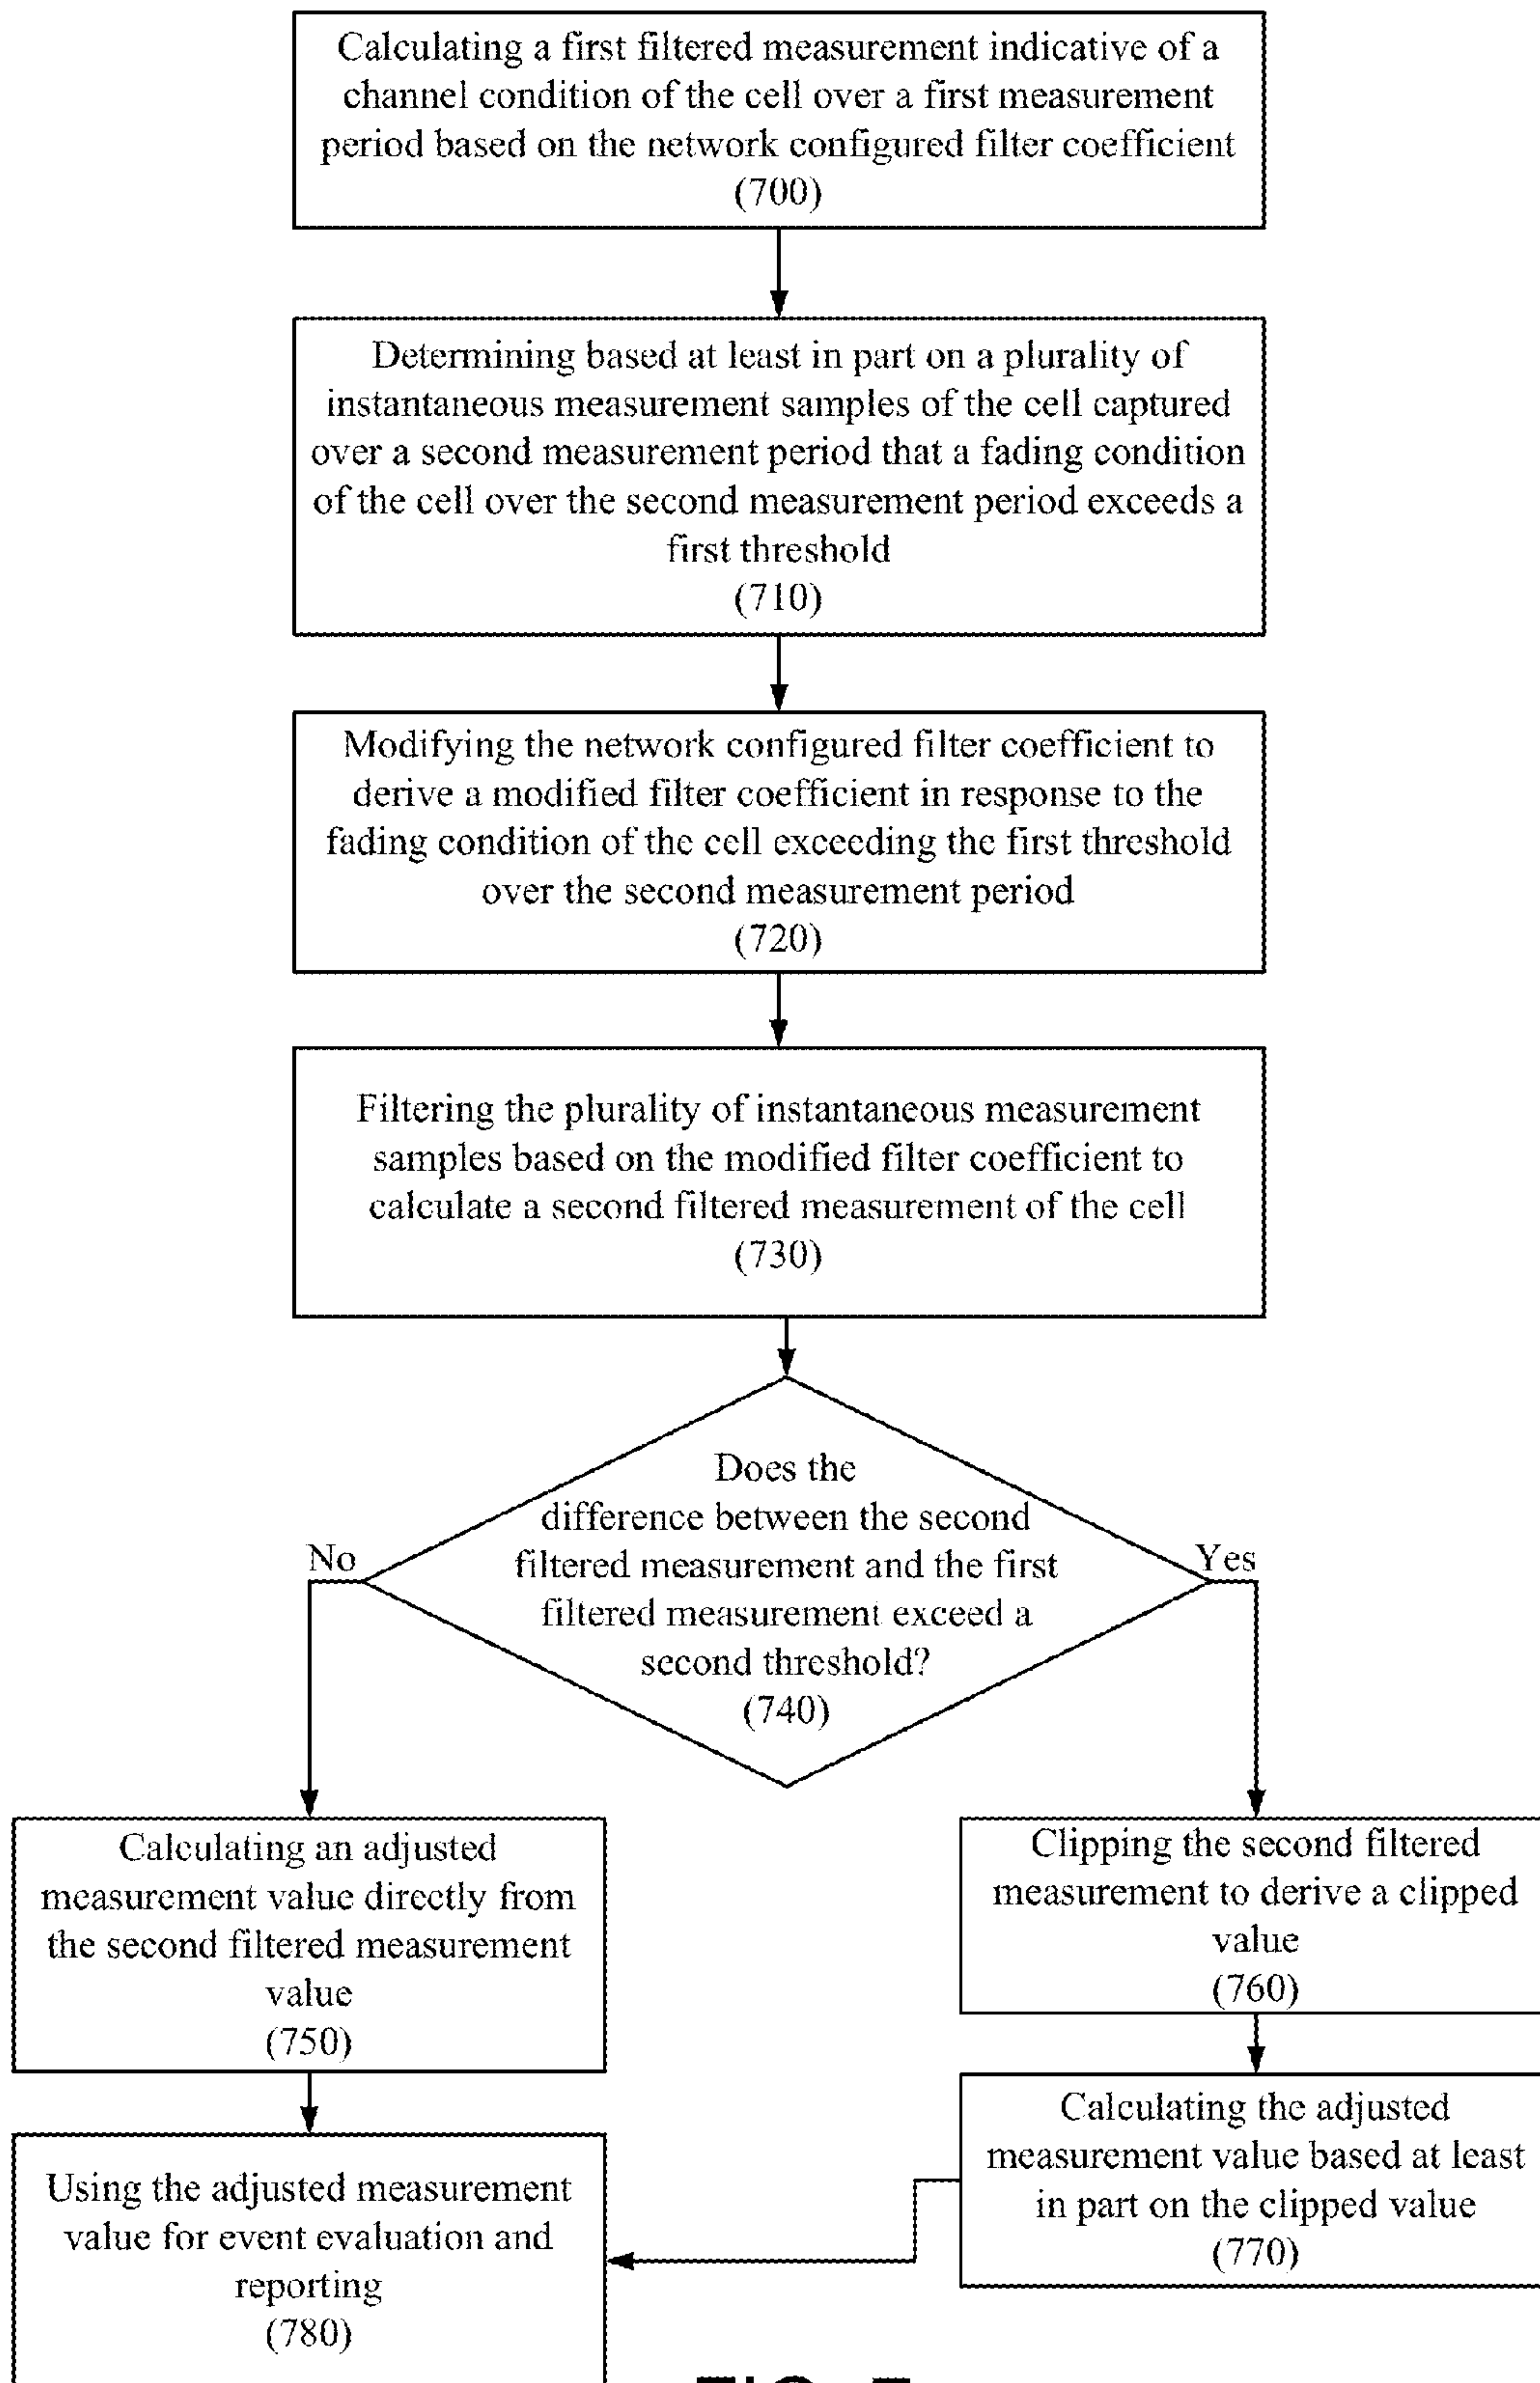 Calculating a first filtered measurement indicative of a
channel condition of the cell over a first measurement
period based on the network configured filter coefficient
(700)
Determining based at least in part on a plurality of
instantaneous measurement samples of the cell captured
over a second measurement period that a fading condition
of the cell over the second measurement period exceeds a
first threshold
(710)
Modifying the network configured filter coefficient to
derive a modified filter coefficient in response to the
fading condition of the cell exceeding the first threshold
over the second measurement period
(720)
Filtering the plurality of instantaneous measurement
samples based on the modified filter coefficient to
calculate a second filtered measurement of the cell
(730)
Does the
difference between the second
filtered measurement and the first
filtered measurement exceed a
second threshold?
(740)
No
Yes
Calculating an adjusted
measurement value directly from
the second filtered measurement
value
(750)
Clipping the second filtered
measurement to derive a clipped
value
(760)
Calculating the adjusted
measurement value based at least
in part on the clipped value
(770)
Using the adjusted measurement
value for event evaluation and
reporting
(780)